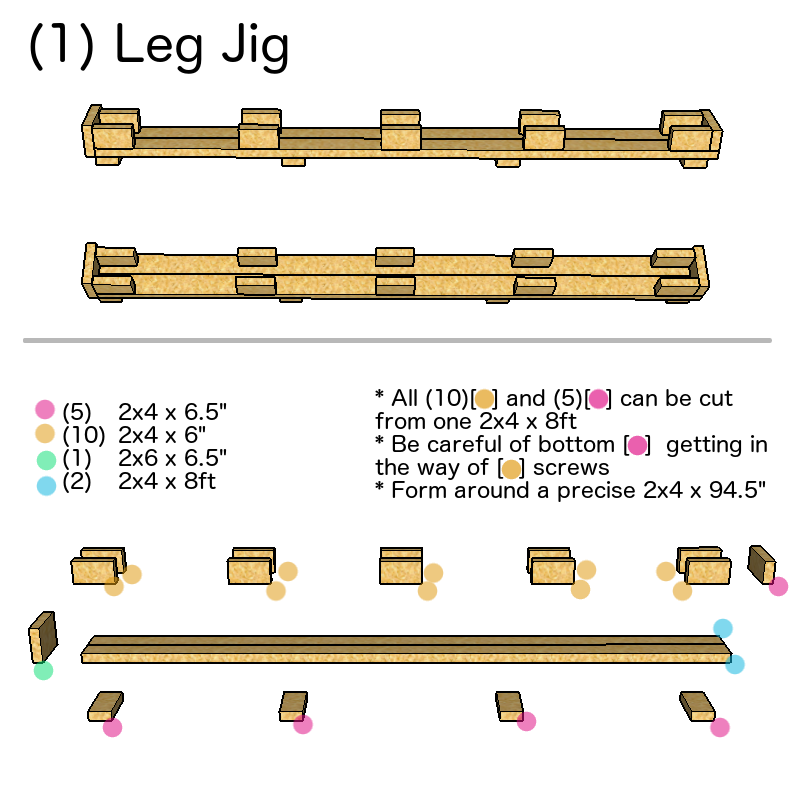 (1) Leg Jig
(5) 2x4 x 6.5"
(10) 2x4 x 6"
(1) 2x6 x 6.5"
(2) 2x4 x 8ft
* All (10)[ ] and (5)[ ] can be cut
from one 2x4 x 8ft
* Be careful of bottom [ ] getting in
the way of [ ] screws
* Form around a precise 2x4 x 94.5"